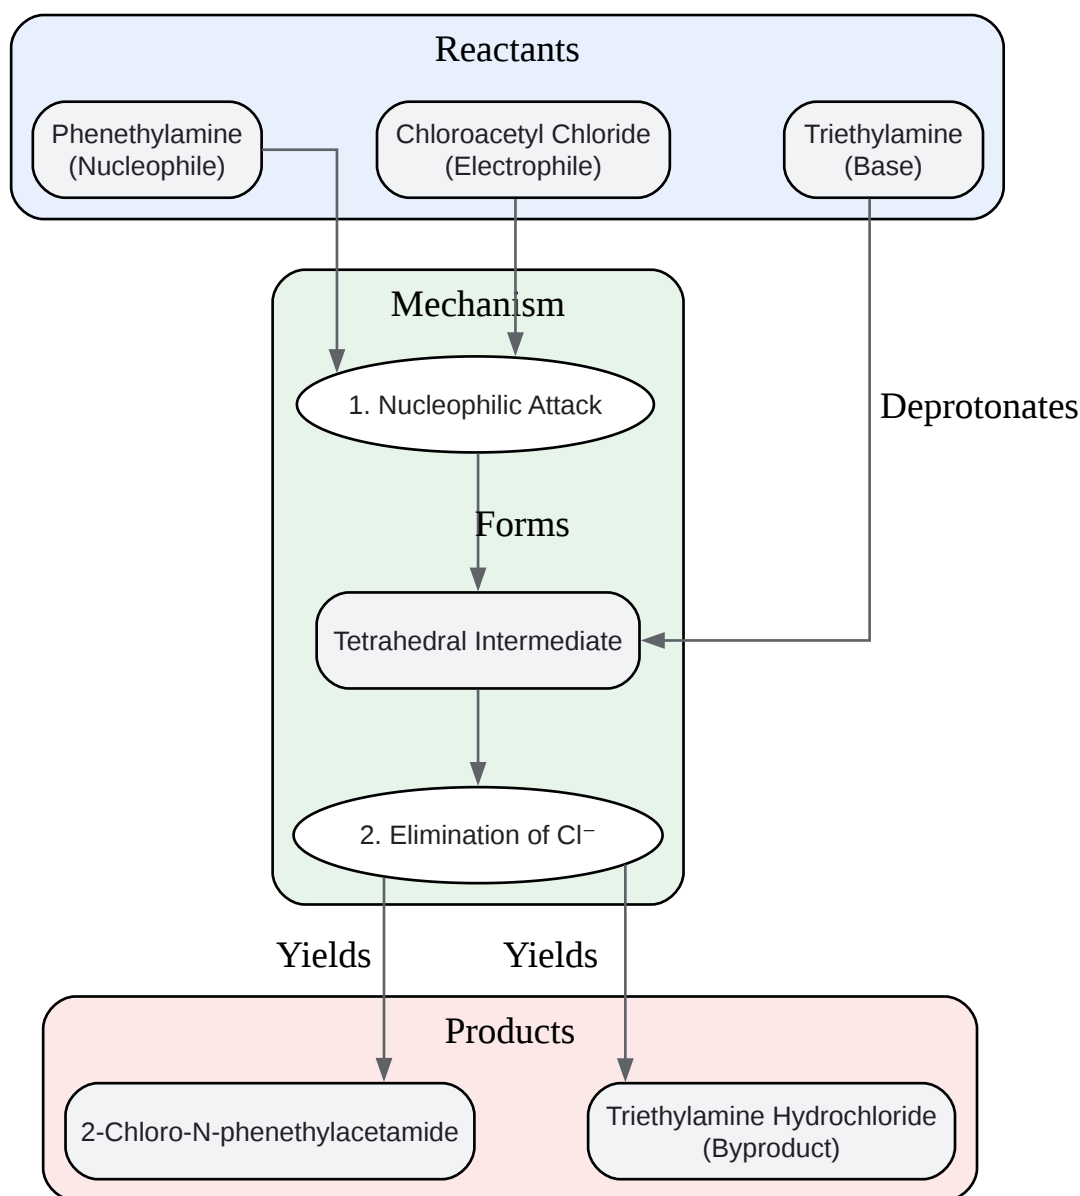 Reactants
Phenethylamine
(Nucleophile)
Chloroacetyl Chloride
(Electrophile)
Triethylamine
(Base)
Mechanism
1. Nucleophilic Attack
Deprotonates
Forms
Tetrahedral Intermediate
2. Elimination of Cl⁻
Yields
Yields
Products
2-Chloro-N-phenethylacetamide
Triethylamine Hydrochloride
(Byproduct)